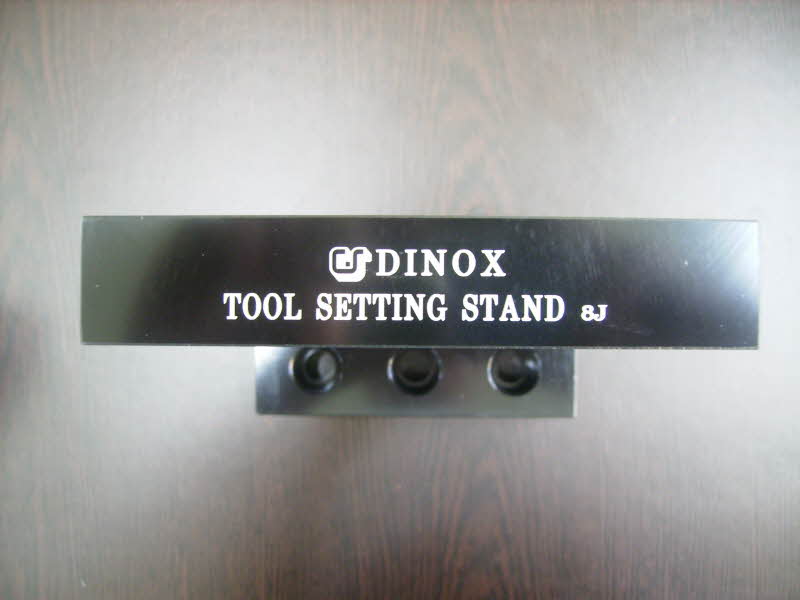 DINOX
TOOL SETTING STAND 8J